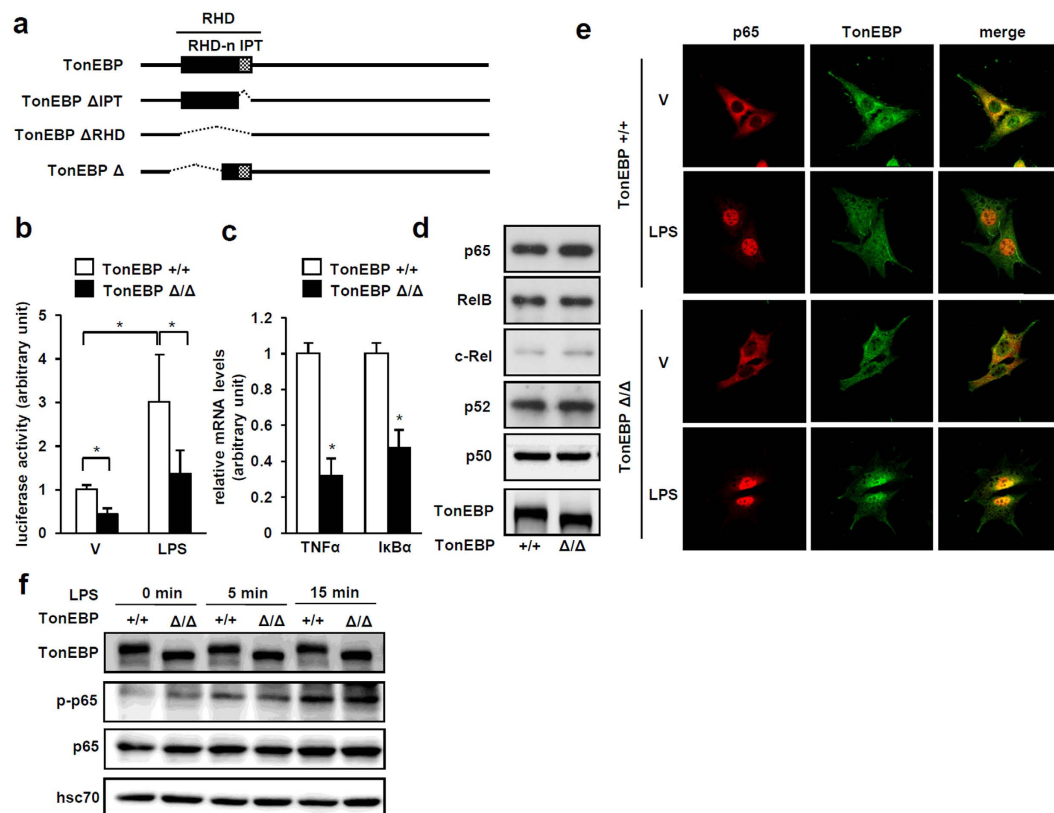 a
RHD
RHD-n IPT
TonEBP
TonEBP ΔIPT
TonEBP ΔRHD
TonEBP Δ
b
TonEBP +/+
TonEBP Δ/Δ
luciferase activity (arbitrary unit)
5
4
3
2
1
0
*
*
*
V
LPS
c
TonEBP +/+
TonEBP Δ/Δ
relative mRNA levels
(arbitrary unit)
1.2
1
0.8
0.6
0.4
0.2
0
*
*
TNFα
IκBα
d
p65
RelB
c-Rel
p52
p50
TonEBP
TonEBP +/+ Δ/Δ
e
p65 TonEBP merge
TonEBP +/+
V
LPS
TonEBP Δ/Δ
V
LPS
f
LPS 0 min 5 min 15 min
TonEBP +/+ Δ/Δ +/+ Δ/Δ +/+ Δ/Δ
TonEBP
p-p65
p65
hsc70